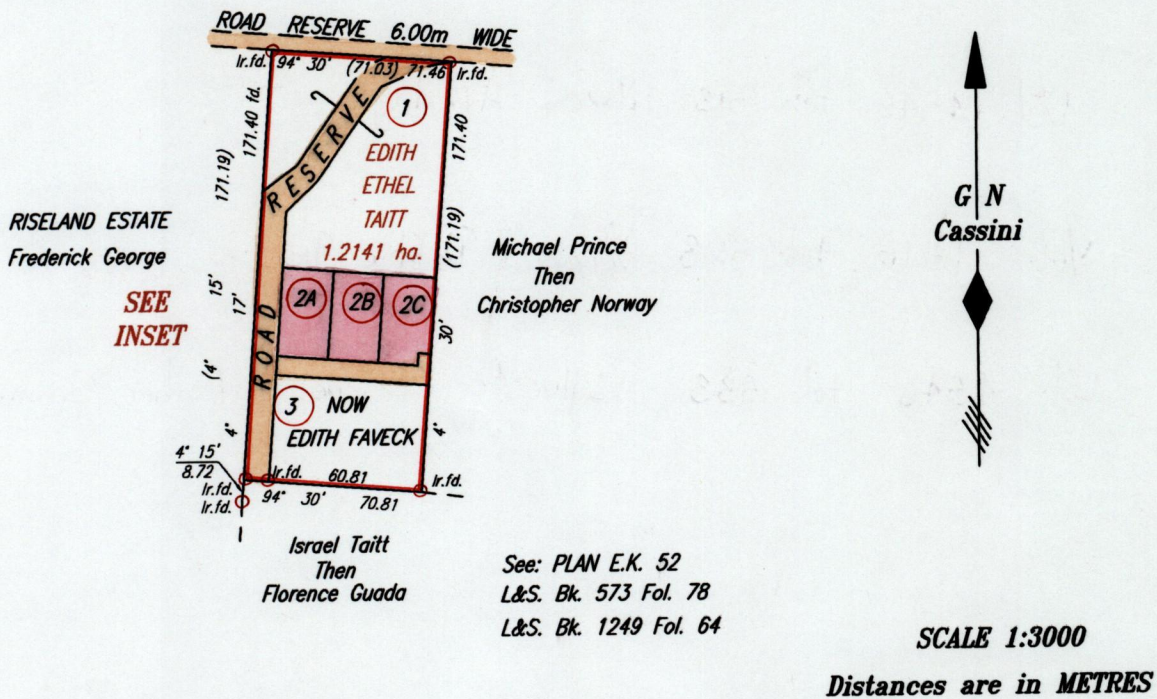 ROAD RESERVE 6.00m WIDE
Ir.fd. 94° 30' (71.03) 71.46 Ir.fd.
171.40 fd.
171.40
RESERVE
1
EDITH
ETHEL
TAITT
1.2141 ha.
171.19)
(171.19)
RISELAND ESTATE
Frederick George
SEE
INSET
Michael Prince
Then
Christopher Norway
15'
17'
(4°
4°
ROAD
2A
2B
2C
30'
4°
3 NOW
EDITH FAVECK
4° 15'
8.72
Ir.fd.
Ir.fd.
Ir.fd. 60.81 Ir.fd.
94° 30' 70.81
Israel Taitt
Then
Florence Guada
See: PLAN E.K. 52
L&S. Bk. 573 Fol. 78
L&S. Bk. 1249 Fol. 64
G N
Cassini
SCALE 1:3000
Distances are in METRES